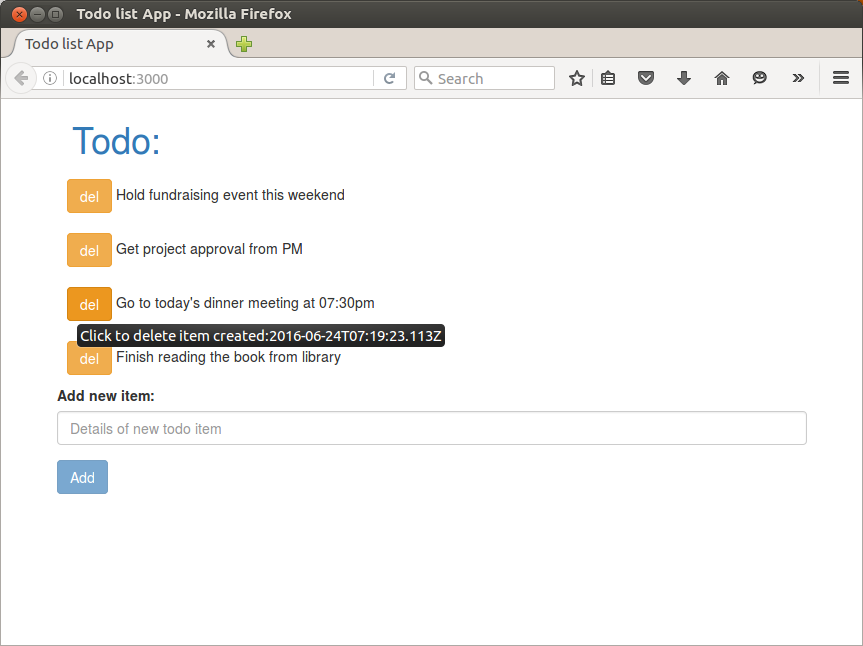 Todo list App - Mozilla Firefox
Todo list App
localhost:3000
Search
Todo:
del Hold fundraising event this weekend
del Get project approval from PM
del Go to today's dinner meeting at 07:30pm
Click to delete item created:2016-06-24T07:19:23.113Z
del Finish reading the book from library
Add new item:
Details of new todo item
Add